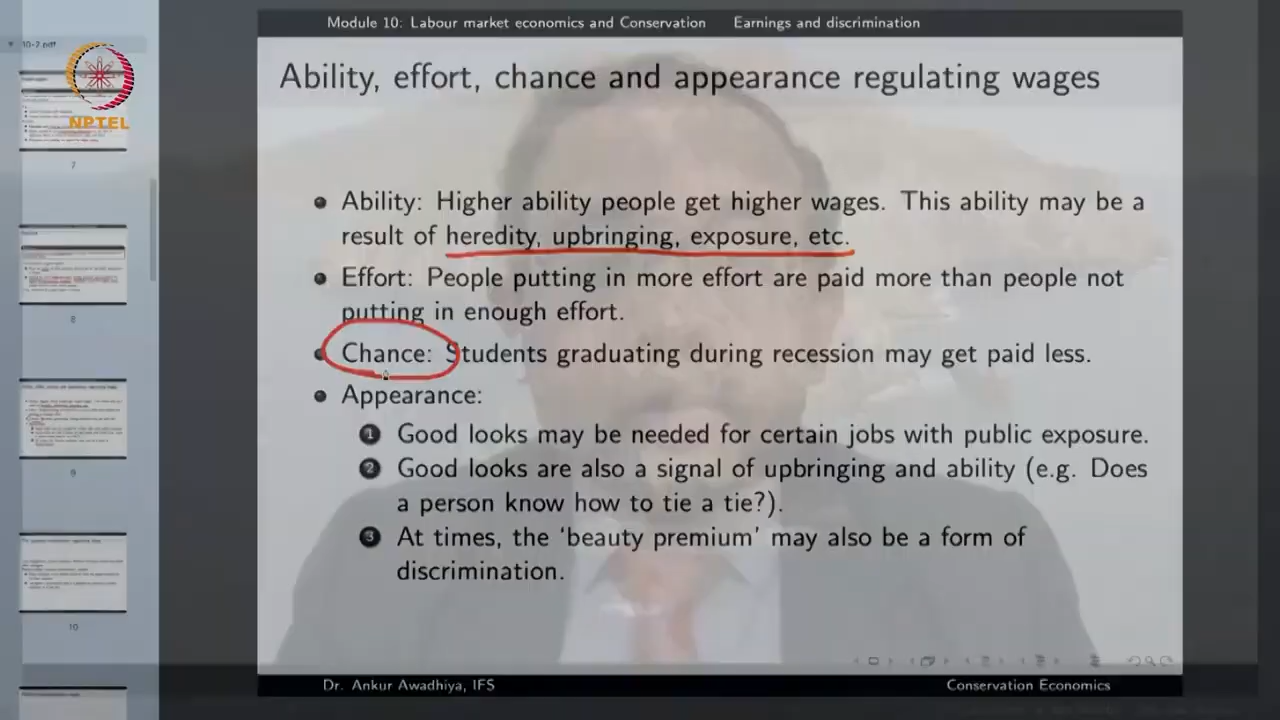 Module 10: Labour market economics and Conservation Earnings and discrimination
10-2.pdf
NPTEL
Ability, effort, chance and appearance regulating wages
Ability: Higher ability people get higher wages. This ability may be a
result of heredity, upbringing, exposure, etc.
Effort: People putting in more effort are paid more than people not
putting in enough effort.
Chance: Students graduating during recession may get paid less.
Appearance:
1 Good looks may be needed for certain jobs with public exposure.
2 Good looks are also a signal of upbringing and ability (e.g. Does
a person know how to tie a tie?).
3 At times, the ‘beauty premium’ may also be a form of
discrimination.
7
8
9
10
Dr. Ankur Awadhiya, IFS Conservation Economics